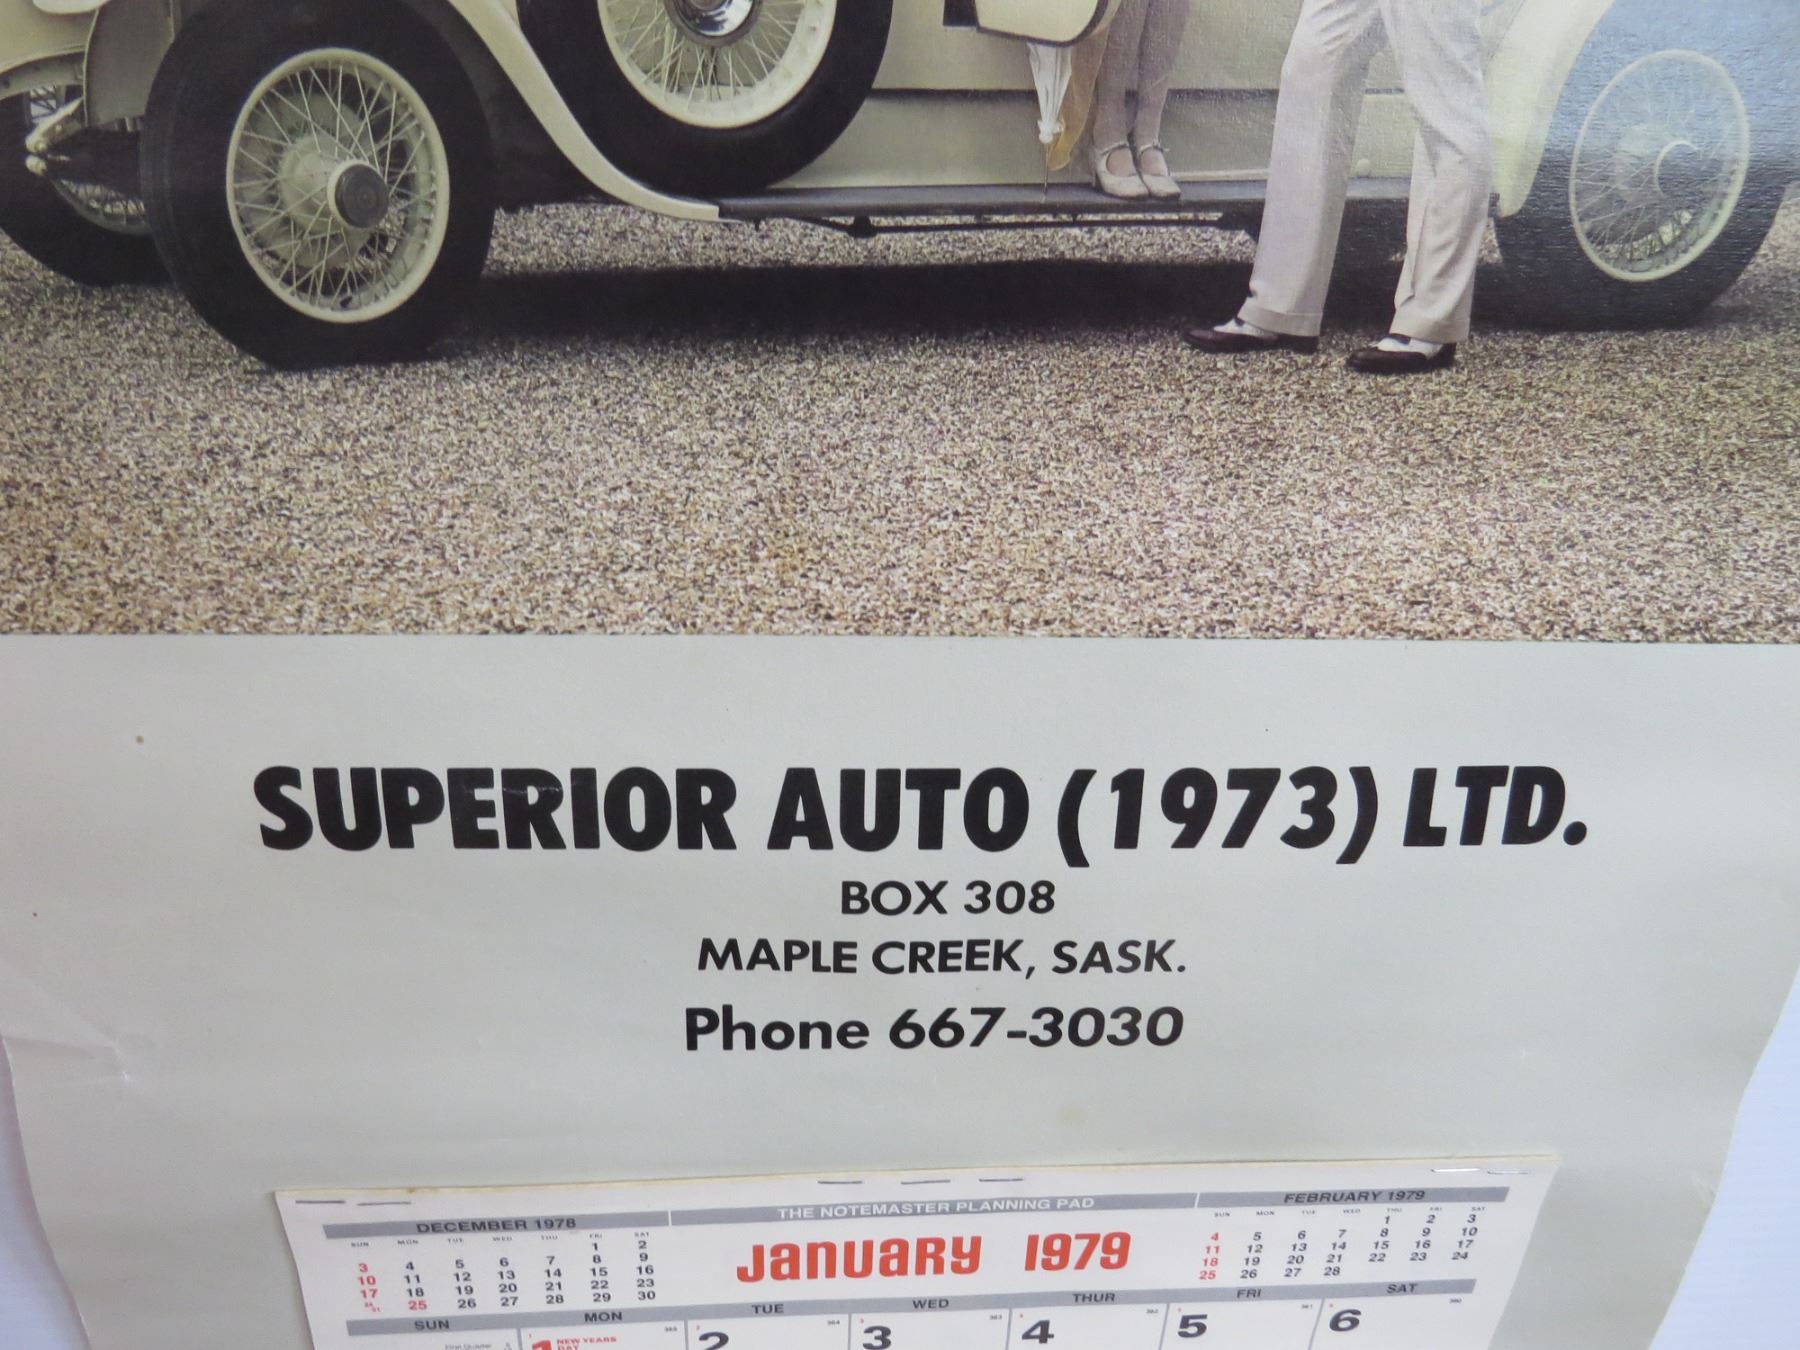 SUPERIOR AUTO (1973) LTD.
BOX 308
MAPLE CREEK, SASK.
Phone 667-3030
THE NOTEMASTER PLANNING PAD
DECEMBER 1978
SUN MON TUE WED THU FRI SAT
1 2
3 4 5 6 7 8 9
10 11 12 13 14 15 16
17 18 19 20 21 22 23
24/31 25 26 27 28 29 30
JANUARY 1979
FEBRUARY 1979
SUN MON TUE WED THU FRI SAT
1 2 3
4 5 6 7 8 9 10
11 12 13 14 15 16 17
18 19 20 21 22 23 24
25 26 27 28
SUN MON TUE WED THUR FRI SAT
First Quarter
1 NEW YEARS DAY 2 3 4 5 6